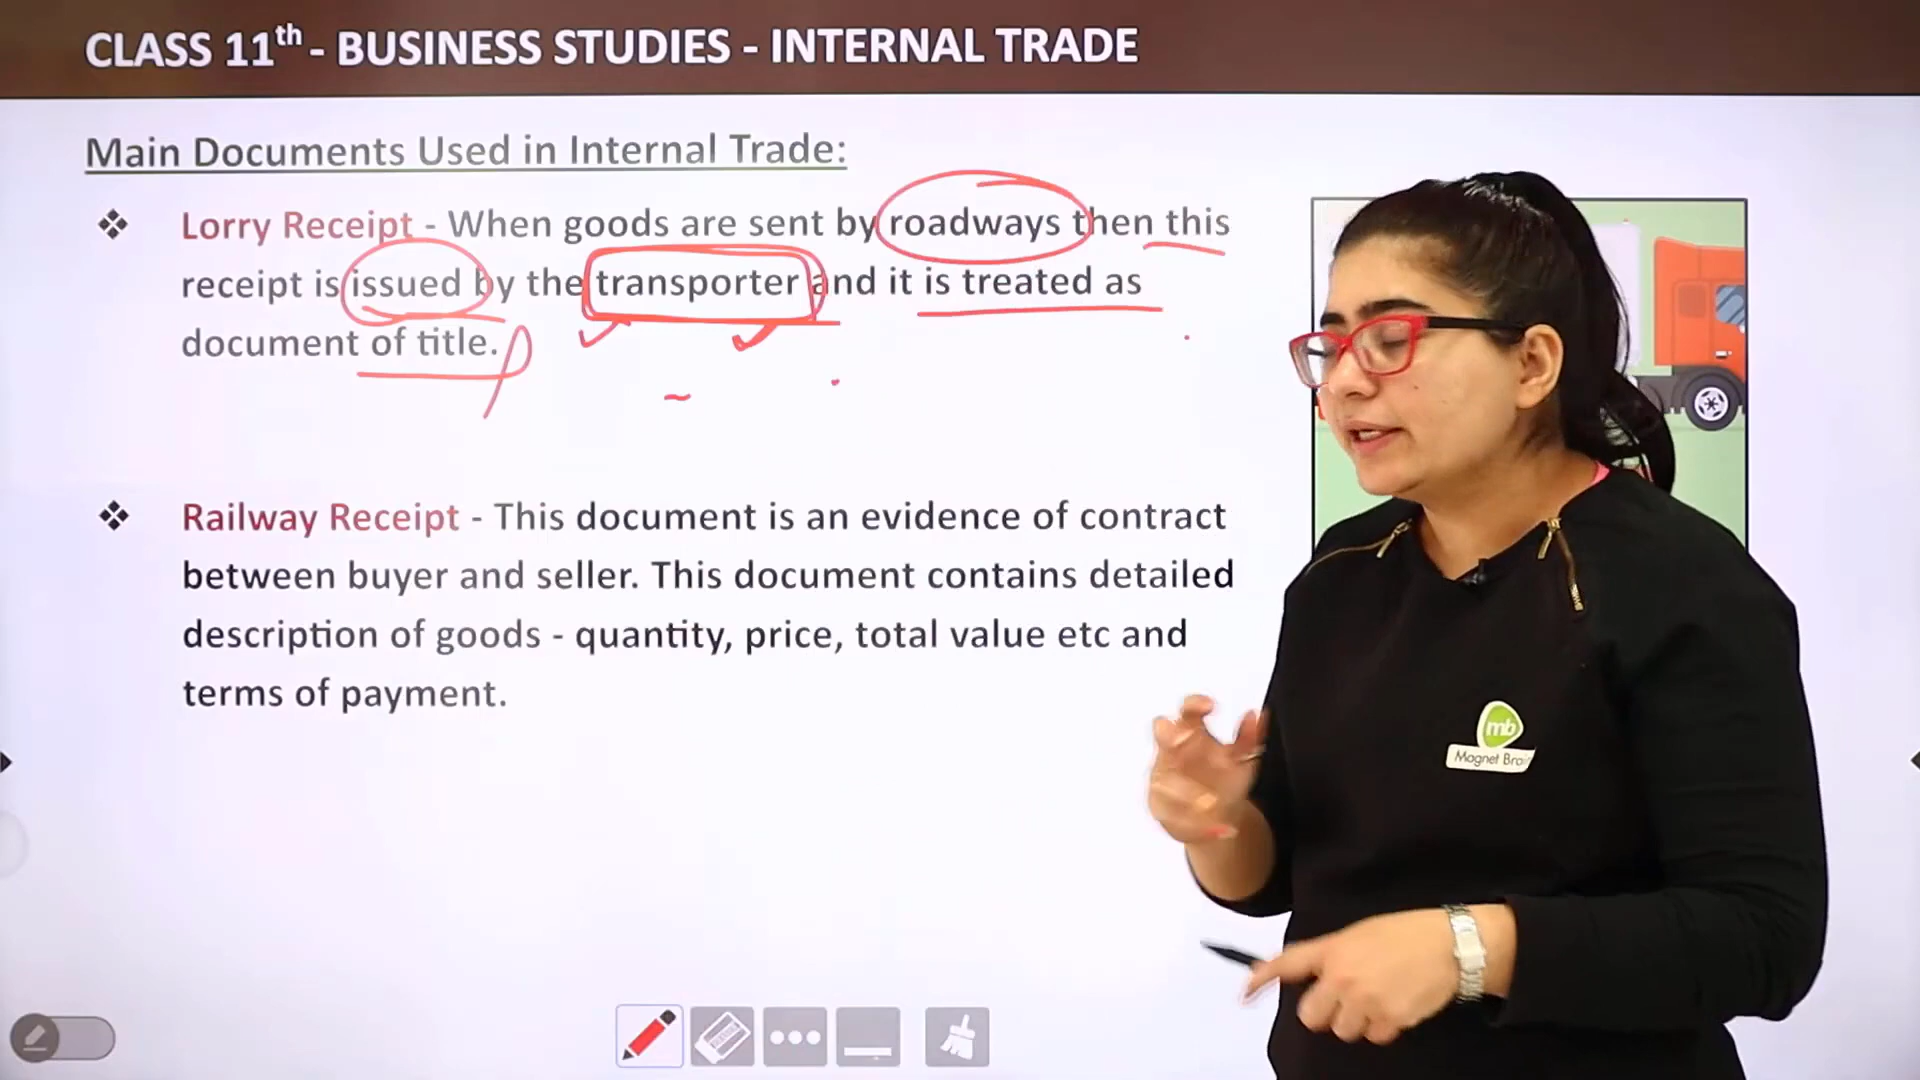 CLASS 11th - BUSINESS STUDIES - INTERNAL TRADE
Main Documents Used in Internal Trade:
❖ Lorry Receipt - When goods are sent by roadways then this
receipt is issued by the transporter and it is treated as
document of title.
❖ Railway Receipt - This document is an evidence of contract
between buyer and seller. This document contains detailed
description of goods - quantity, price, total value etc and
terms of payment.
mb
Magnet Brai